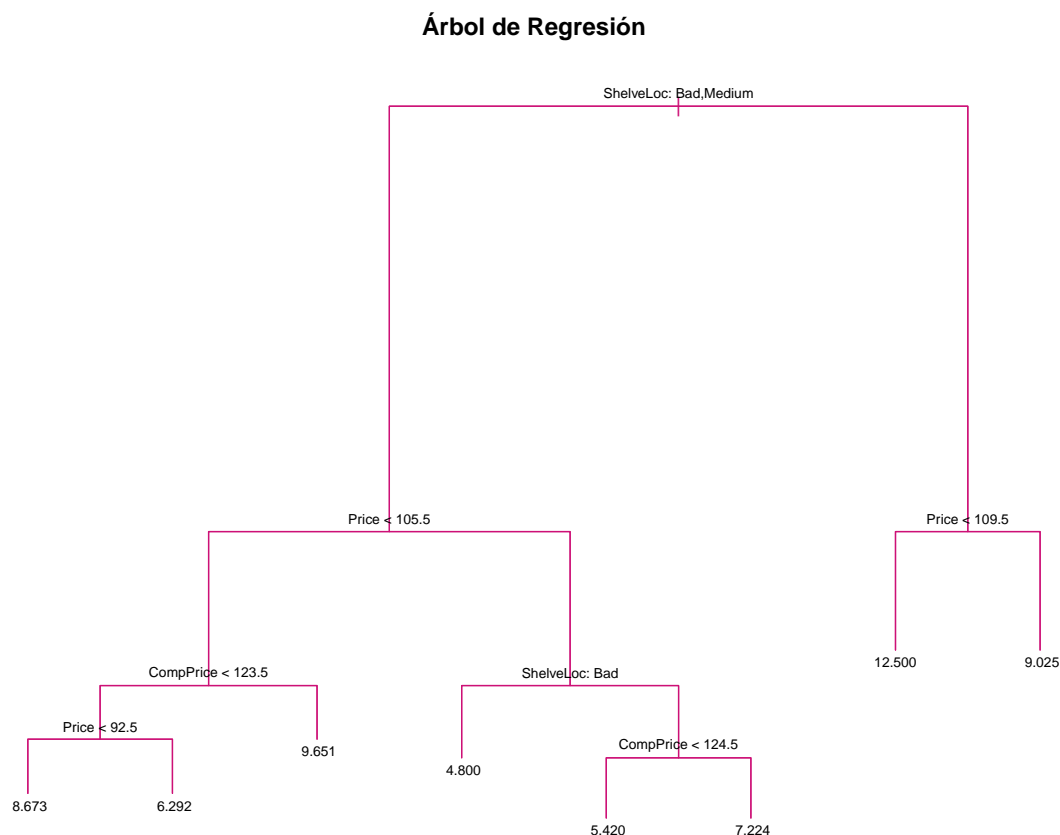 Árbol de Regresión
ShelveLoc: Bad,Medium
Price < 105.5
Price < 109.5
CompPrice < 123.5
ShelveLoc: Bad
12.500
9.025
Price < 92.5
9.651
4.800
CompPrice < 124.5
8.673
6.292
5.420
7.224